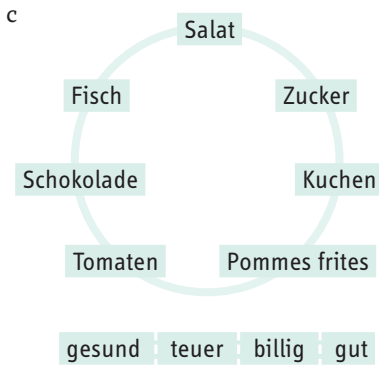 c
Salat
Fisch Zucker
Schokolade Kuchen
Tomaten Pommes frites
gesund teuer billig gut